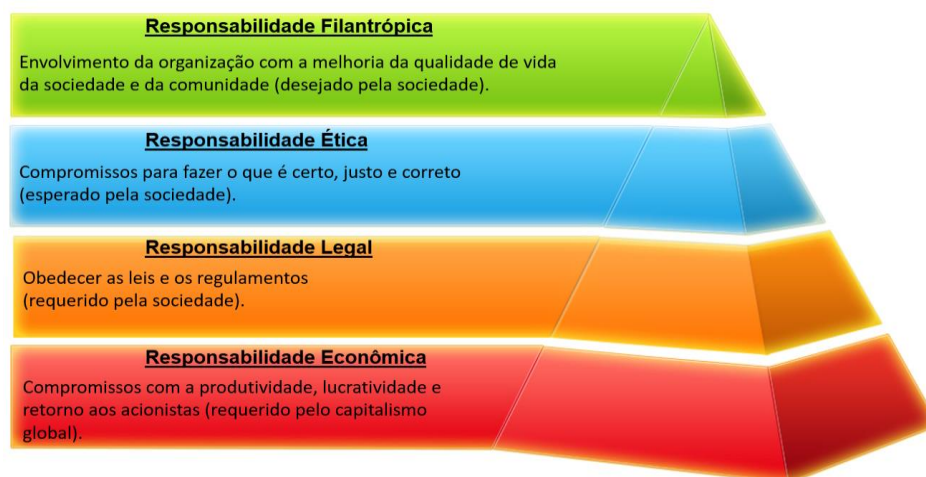 Responsabilidade Filantrópica
Envolvimento da organização com a melhoria da qualidade de vida
da sociedade e da comunidade (desejado pela sociedade).
Responsabilidade Ética
Compromissos para fazer o que é certo, justo e correto
(esperado pela sociedade).
Responsabilidade Legal
Obedecer as leis e os regulamentos
(requerido pela sociedade).
Responsabilidade Econômica
Compromissos com a produtividade, lucratividade e
retorno aos acionistas (requerido pelo capitalismo
global).